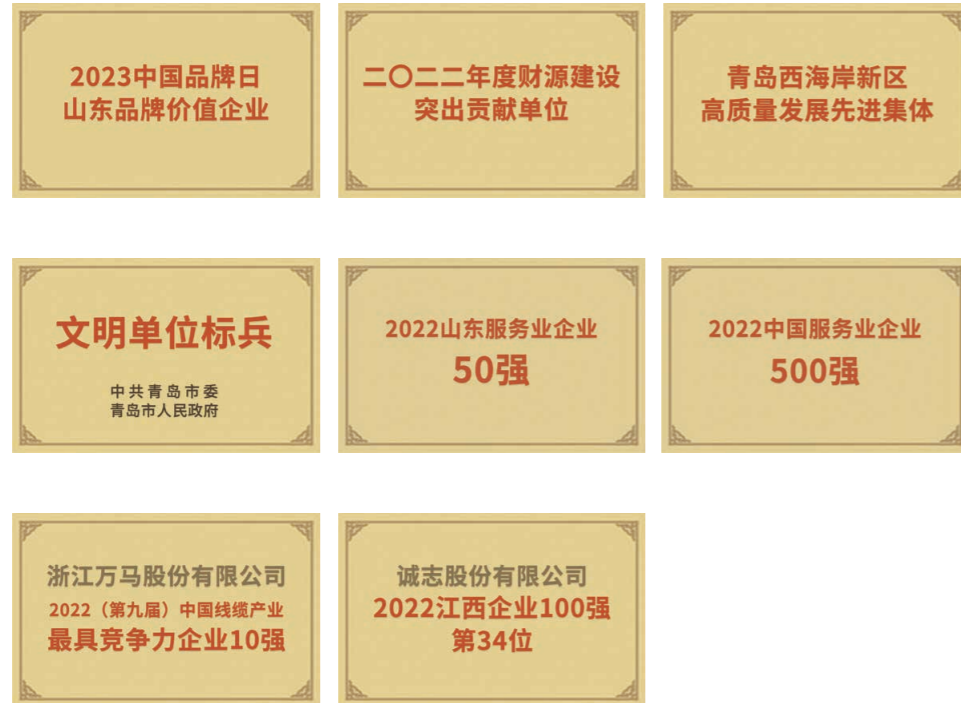 2023中国品牌日
山东品牌价值企业
二〇二二年度财源建设
突出贡献单位
青岛西海岸新区
高质量发展先进集体
文明单位标兵
中共青岛市委
青岛市人民政府
2022山东服务业企业
50强
2022中国服务业企业
500强
浙江万马股份有限公司
2022（第九届）中国线缆产业
最具竞争力企业10强
诚志股份有限公司
2022江西企业100强
第34位